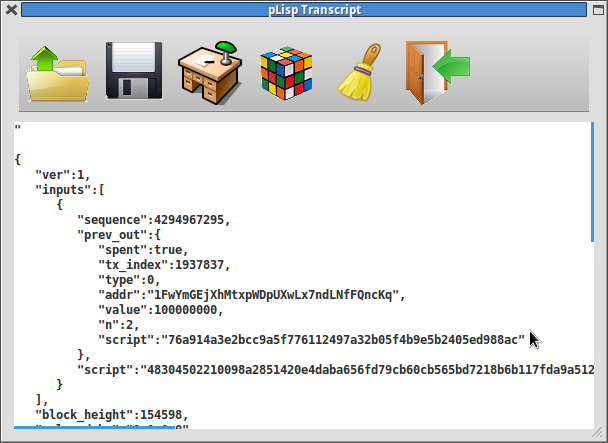 pLisp Transcript
"
{
"ver":1,
"inputs":[
{
"sequence":4294967295,
"prev_out":{
"spent":true,
"tx_index":1937837,
"type":0,
"addr":"1FwYmGEjXhMtxpWDpUXwLx7ndLNfFQncKq",
"value":100000000,
"n":2,
"script":"76a914a3e2bcc9a5f776112497a32b05f4b9e5b2405ed988ac"
},
"script":"48304502210098a2851420e4daba656fd79cb60cb565bd7218b6b117fda9a512
}
],
"block_height":154598,